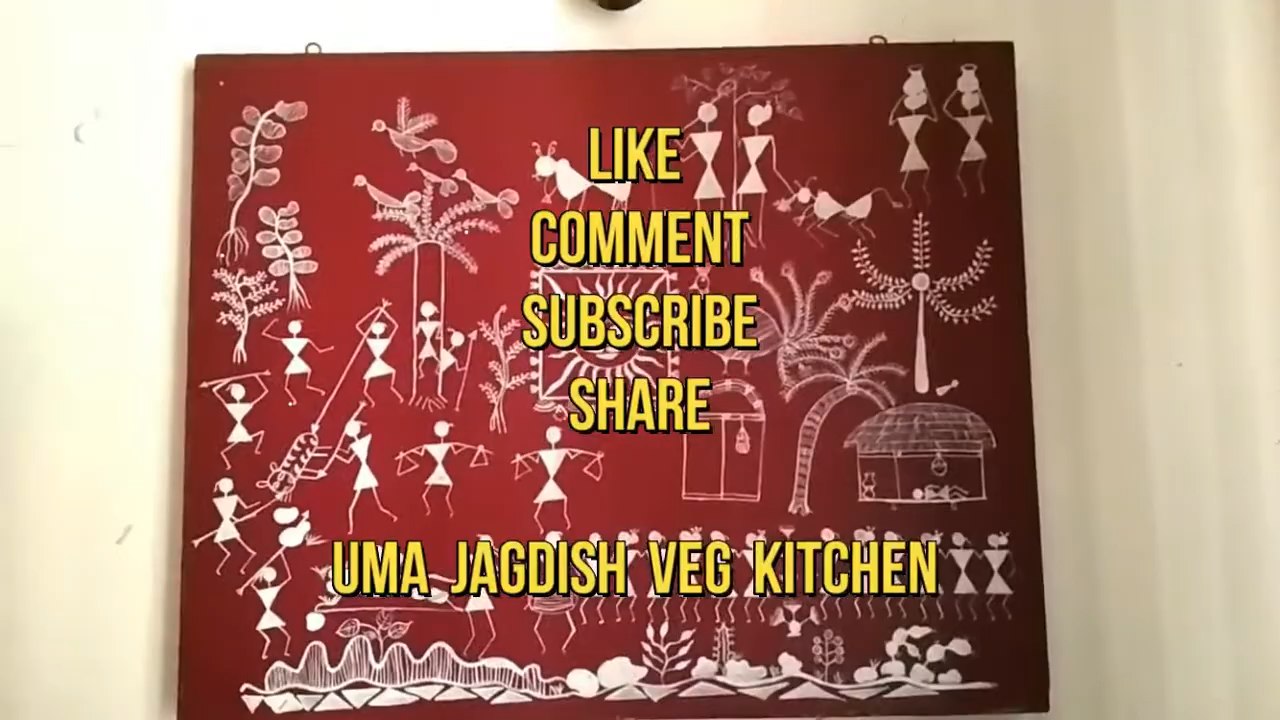 LIKE
COMMENT
SUBSCRIBE
SHARE
UMA JAGDISH VEG KITCHEN